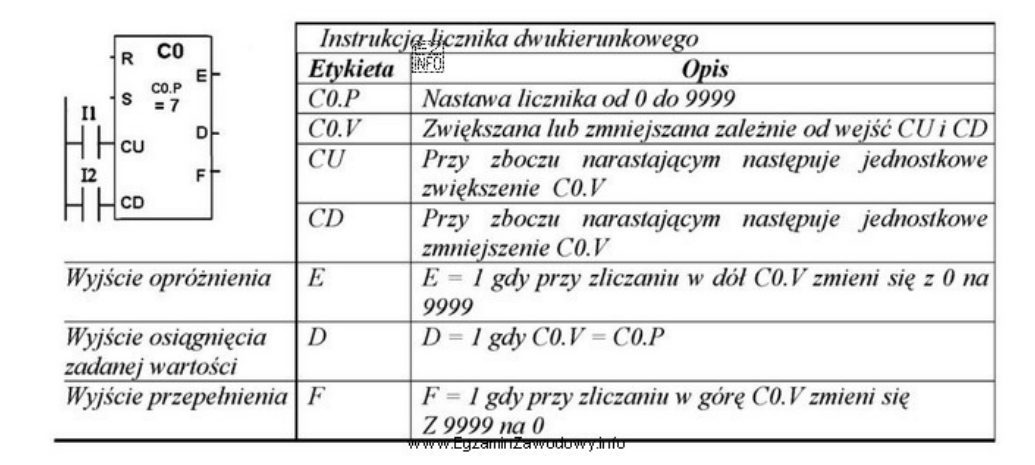 C0
R
E
S
C0.P
= 7
I1
D
CU
I2
F
CD
Instrukcja licznika dwukierunkowego
Etykieta Opis
INFO
C0.P Nastawa licznika od 0 do 9999
C0.V Zwiększana lub zmniejszana zależnie od wejść CU i CD
CU Przy zboczu narastającym następuje jednostkowe
zwiększenie C0.V
CD Przy zboczu narastającym następuje jednostkowe
zmniejszenie C0.V
Wyjście opróżnienia E E = 1 gdy przy zliczaniu w dół C0.V zmieni się z 0 na
9999
Wyjście osiągnięcia D D = 1 gdy C0.V = C0.P
zadanej wartości
Wyjście przepełnienia F F = 1 gdy przy zliczaniu w górę C0.V zmieni się
Z 9999 na 0
www.EgzaminZawodowy.info